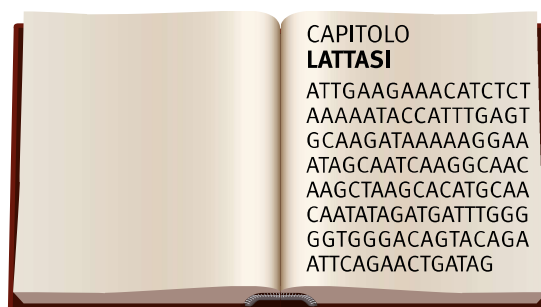 CAPITOLO
LATTASI
ATTGAAGAAACATCTCT
AAAAATACCATTTGAGT
GCAAGATAAAAAGGAA
ATAGCAATCAAGGCAAC
AAGCTAAGCACATGCAA
CAATATAGATGATTTGGG
GGTGGGACAGTACAGA
ATTCAGAACTGATAG